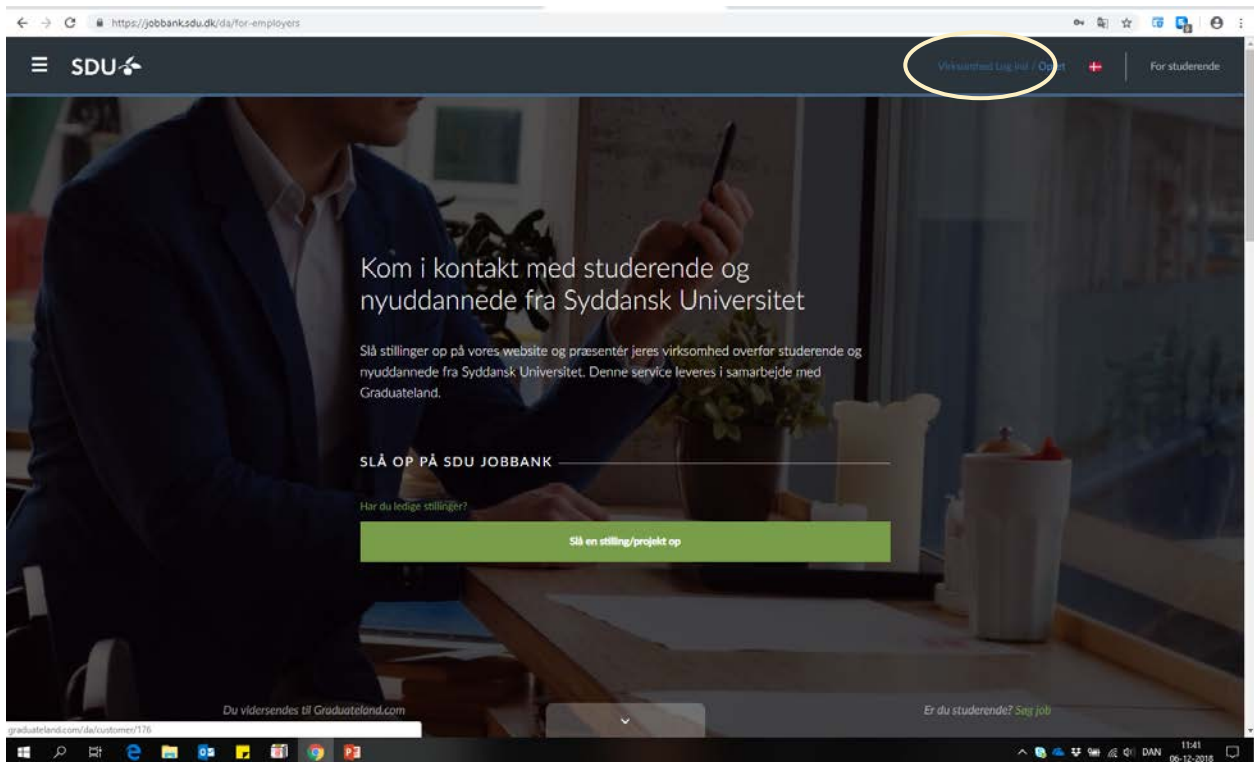 https://jobbank.sdu.dk/da/for-employers
SDU
Virksomhed Log ind / Opret
For studerende
Kom i kontakt med studerende og
nyuddannede fra Syddansk Universitet
Slå stillinger op på vores website og præsentér jeres virksomhed overfor studerende og
nyuddannede fra Syddansk Universitet. Denne service leveres i samarbejde med
Graduateland.
SLÅ OP PÅ SDU JOBBANK
Har du ledige stillinger?
Slå en stilling/projekt op
Du vidersendes til Graduateland.com
Er du studerende? Søg job
graduateland.com/da/customer/176
DAN
11:41
06-12-2018